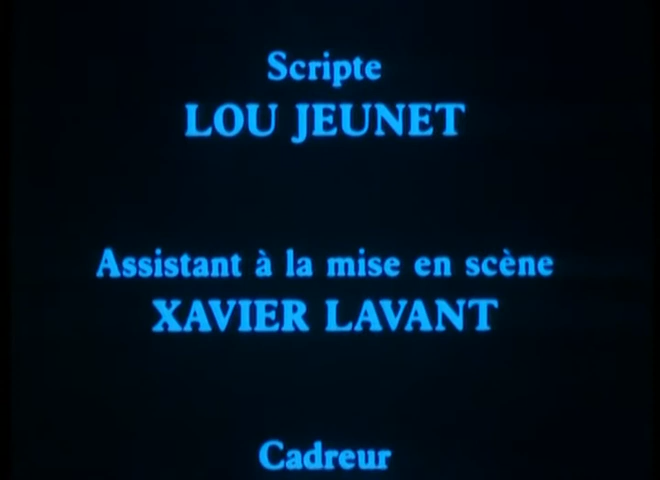 Scripte
LOU JEUNET
Assistant à la mise en scène
XAVIER LAVANT
Cadreur